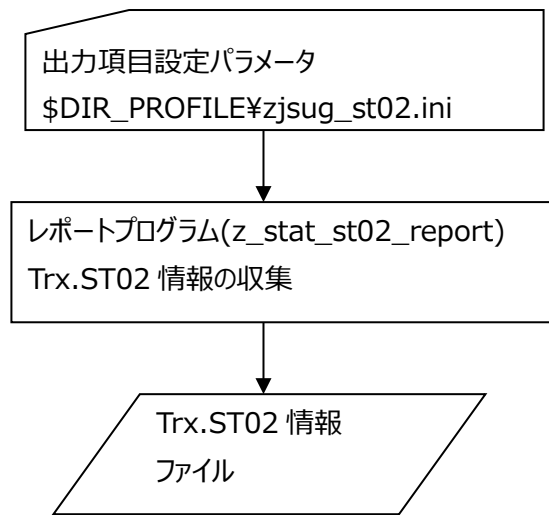 出力項目設定パラメータ
$DIR_PROFILE¥zjsug_st02.ini
レポートプログラム(z_stat_st02_report)
Trx.ST02 情報の収集
Trx.ST02 情報
ファイル